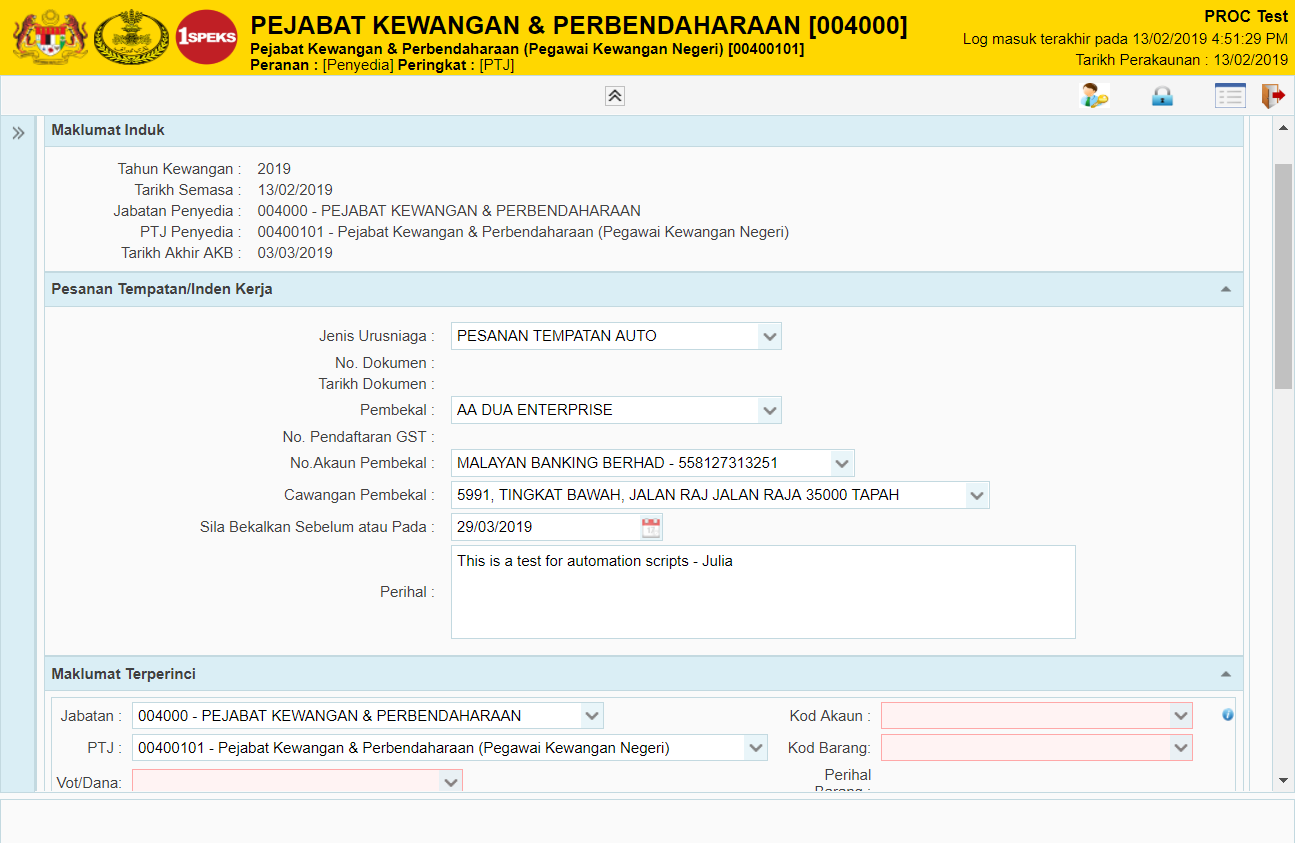 1SPEKS
PEJABAT KEWANGAN & PERBENDAHARAAN [004000]
Pejabat Kewangan & Perbendaharaan (Pegawai Kewangan Negeri) [00400101]
Peranan : [Penyedia] Peringkat : [PTJ]
PROC Test
Log masuk terakhir pada 13/02/2019 4:51:29 PM
Tarikh Perakaunan : 13/02/2019
Maklumat Induk
Tahun Kewangan : 2019
Tarikh Semasa : 13/02/2019
Jabatan Penyedia : 004000 - PEJABAT KEWANGAN & PERBENDAHARAAN
PTJ Penyedia : 00400101 - Pejabat Kewangan & Perbendaharaan (Pegawai Kewangan Negeri)
Tarikh Akhir AKB : 03/03/2019
Pesanan Tempatan/Inden Kerja
Jenis Urusniaga : PESANAN TEMPATAN AUTO
No. Dokumen :
Tarikh Dokumen :
Pembekal : AA DUA ENTERPRISE
No. Pendaftaran GST :
No.Akaun Pembekal : MALAYAN BANKING BERHAD - 558127313251
Cawangan Pembekal : 5991, TINGKAT BAWAH, JALAN RAJ JALAN RAJA 35000 TAPAH
Sila Bekalkan Sebelum atau Pada : 29/03/2019
Perihal : This is a test for automation scripts - Julia
Maklumat Terperinci
Jabatan : 004000 - PEJABAT KEWANGAN & PERBENDAHARAAN
Kod Akaun :
PTJ : 00400101 - Pejabat Kewangan & Perbendaharaan (Pegawai Kewangan Negeri)
Kod Barang:
Vot/Dana:
Perihal
Barang :